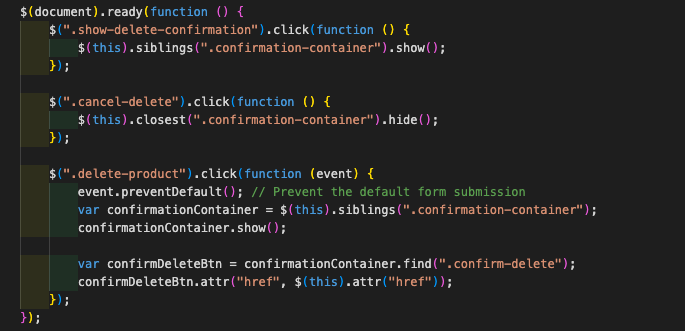 $(document).ready(function () {
    $(".show-delete-confirmation").click(function () {
        $(this).siblings(".confirmation-container").show();
    });

    $(".cancel-delete").click(function () {
        $(this).closest(".confirmation-container").hide();
    });

    $(".delete-product").click(function (event) {
        event.preventDefault(); // Prevent the default form submission
        var confirmationContainer = $(this).siblings(".confirmation-container");
        confirmationContainer.show();

        var confirmDeleteBtn = confirmationContainer.find(".confirm-delete");
        confirmDeleteBtn.attr("href", $(this).attr("href"));
    });
});